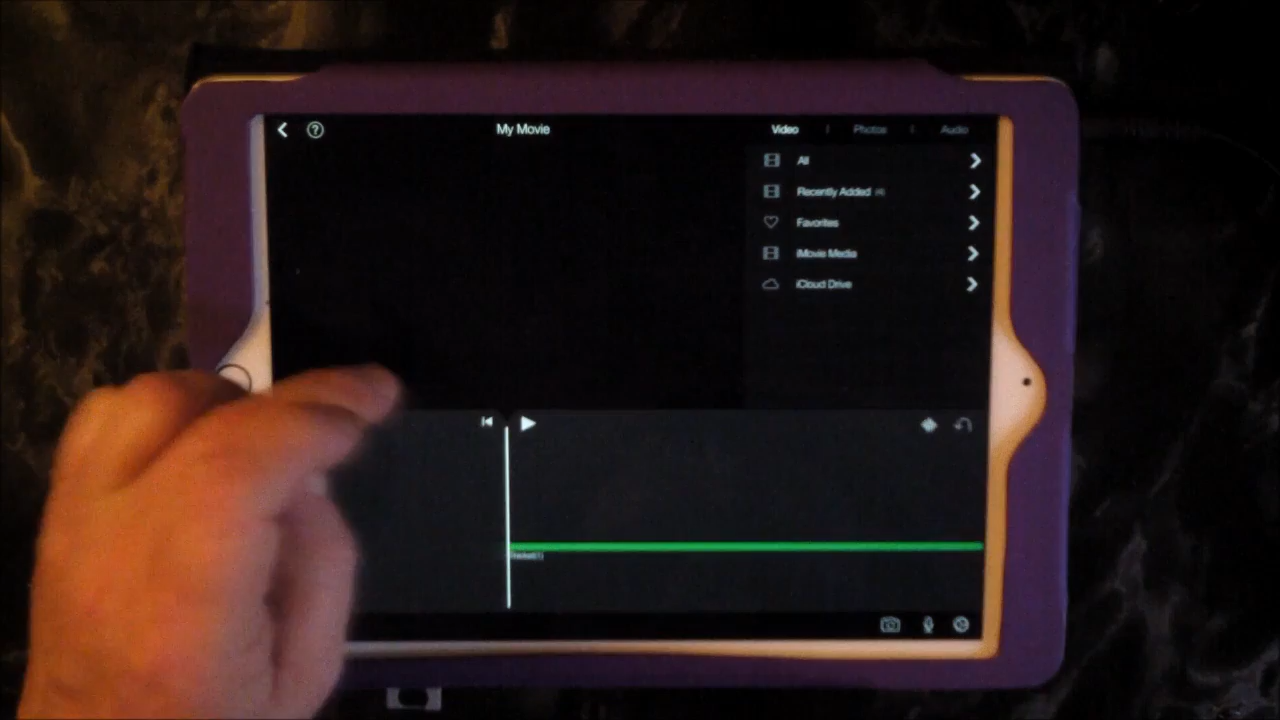 My Movie
Video | Photos | Audio
All
Recently Added
Favorites
iMovie Media
iCloud Drive